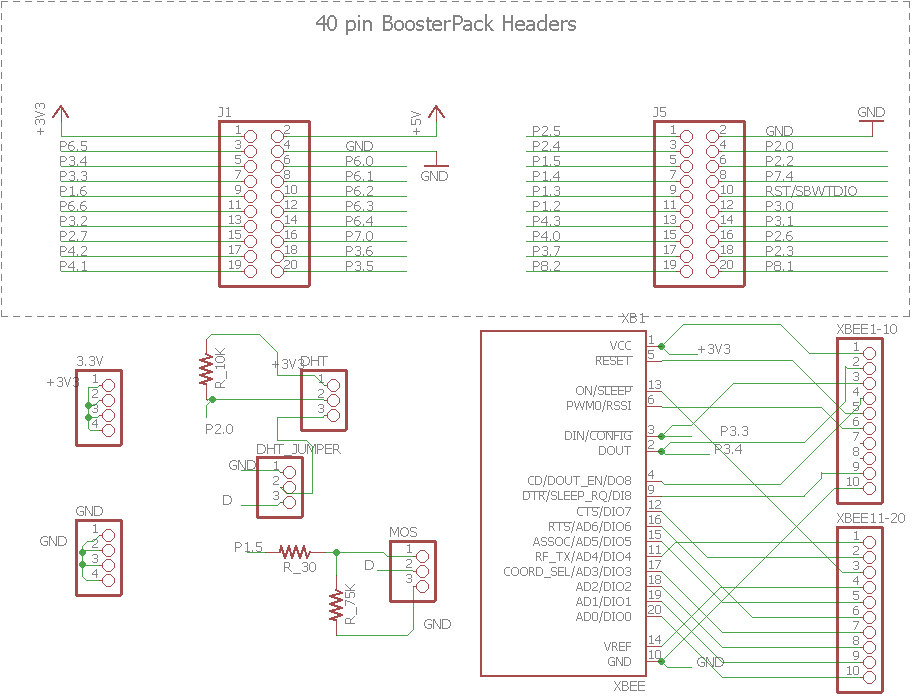 40 pin BoosterPack Headers
+3V3 J1 +5V J5 GND
1 2 P2.5 1 2 GND
P6.5 3 4 GND P2.4 3 4 P2.0
P3.4 5 6 P6.0 P1.5 5 6 P2.2
P3.3 7 8 P6.1 GND P1.4 7 8 P7.4
P1.6 9 10 P6.2 P1.3 9 10 RST/SBWTDIO
P6.6 11 12 P6.3 P1.2 11 12 P3.0
P3.2 13 14 P6.4 P4.3 13 14 P3.1
P2.7 15 16 P7.0 P4.0 15 16 P2.6
P4.2 17 18 P3.6 P3.7 17 18 P2.3
P4.1 19 20 P3.5 P8.2 19 20 P8.1
3.3V
+3V3
1
2
3
4
R_10K
P2.0
+3V3 DHT
1
2
3
DHT_JUMPER
GND 1
2
D 3
GND
GND
1
2
3
4
P1.5
R_30
R_75K
MOS
1
D 2
3
GND
XB1
VCC 1 +3V3
RESET 5
ON/SLEEP 13
PWM0/RSSI 6
DIN/CONFIG 3 P3.3
DOUT 2 P3.4
CD/DOUT_EN/DO8 4
DTR/SLEEP_RQ/DI8 9
CTS/DIO7 12
RTS/AD6/DIO6 16
ASSOC/AD5/DIO5 15
RF_TX/AD4/DIO4 11
COORD_SEL/AD3/DIO3 17
AD2/DIO2 18
AD1/DIO1 19
AD0/DIO0 20
VREF 14
GND 10 GND
XBEE
XBEE1-10
1
2
3
4
5
6
7
8
9
10
XBEE11-20
1
2
3
4
5
6
7
8
9
10